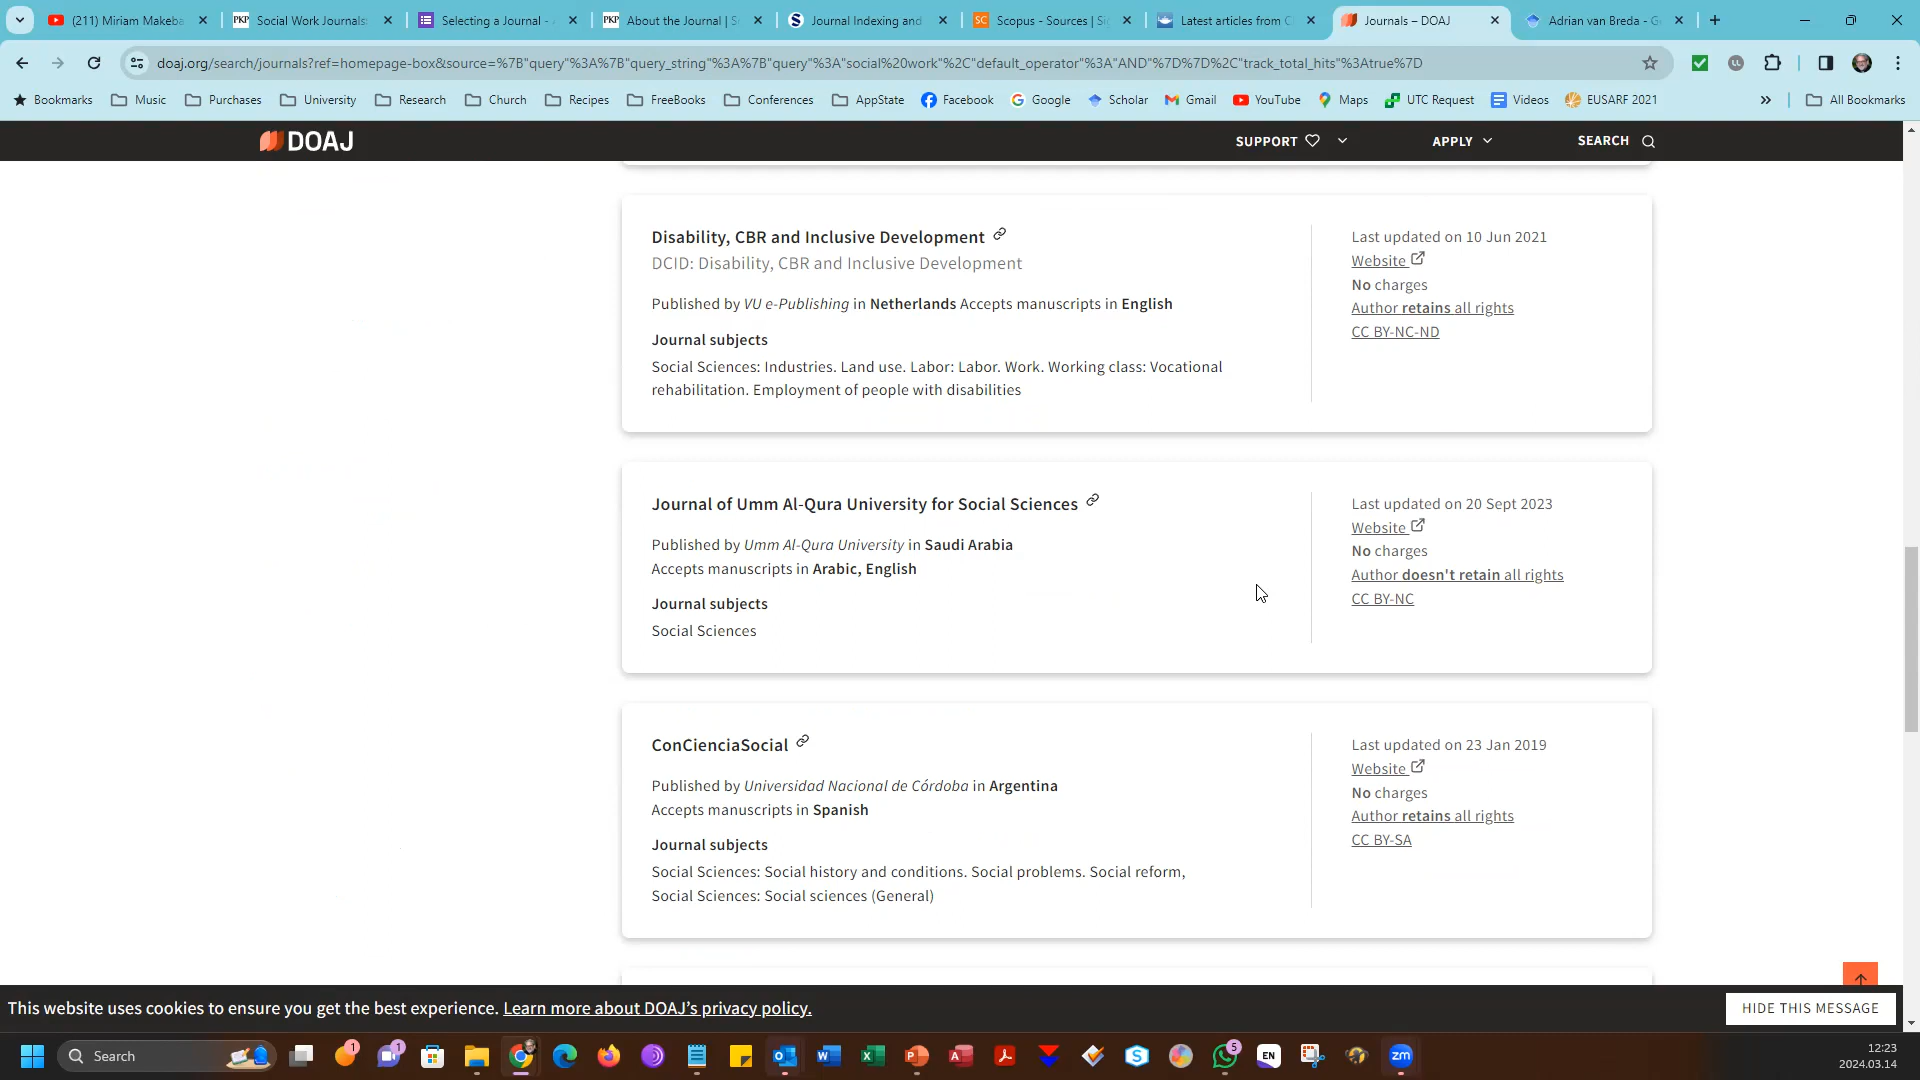 (211) Miriam Makeba
PKP Social Work Journals
Selecting a Journal -
PKP About the Journal | S
Journal Indexing and
SC Scopus - Sources | Si
Latest articles from C
Journals – DOAJ
Adrian van Breda - G
doaj.org/search/journals?ref=homepage-box&source=%7B"query"%3A%7B"query_string"%3A%7B"query"%3A"social%20work"%2C"default_operator"%3A"AND"%7D%7D%2C"track_total_hits"%3Atrue%7D
Bookmarks Music Purchases University Research Church Recipes FreeBooks Conferences AppState Facebook Google Scholar Gmail YouTube Maps UTC Request Videos EUSARF 2021 » All Bookmarks
DOAJ SUPPORT APPLY SEARCH
Disability, CBR and Inclusive Development
DCID: Disability, CBR and Inclusive Development
Published by VU e-Publishing in Netherlands Accepts manuscripts in English
Journal subjects
Social Sciences: Industries. Land use. Labor: Labor. Work. Working class: Vocational
rehabilitation. Employment of people with disabilities
Last updated on 10 Jun 2021
Website
No charges
Author retains all rights
CC BY-NC-ND
Journal of Umm Al-Qura University for Social Sciences
Published by Umm Al-Qura University in Saudi Arabia
Accepts manuscripts in Arabic, English
Journal subjects
Social Sciences
Last updated on 20 Sept 2023
Website
No charges
Author doesn't retain all rights
CC BY-NC
ConCienciaSocial
Published by Universidad Nacional de Córdoba in Argentina
Accepts manuscripts in Spanish
Journal subjects
Social Sciences: Social history and conditions. Social problems. Social reform,
Social Sciences: Social sciences (General)
Last updated on 23 Jan 2019
Website
No charges
Author retains all rights
CC BY-SA
This website uses cookies to ensure you get the best experience. Learn more about DOAJ's privacy policy.
HIDE THIS MESSAGE
Search
1
1
5
EN
zm
12:23
2024.03.14